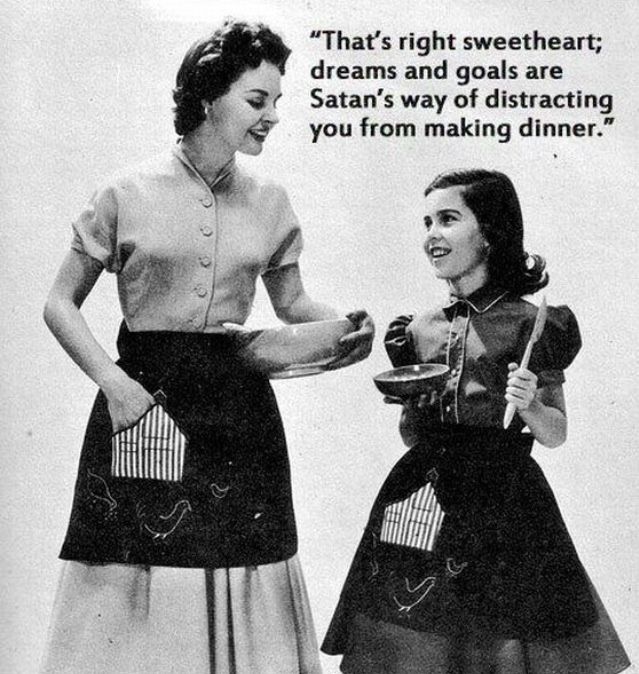 "That's right sweetheart;
dreams and goals are
Satan's way of distracting
you from making dinner."